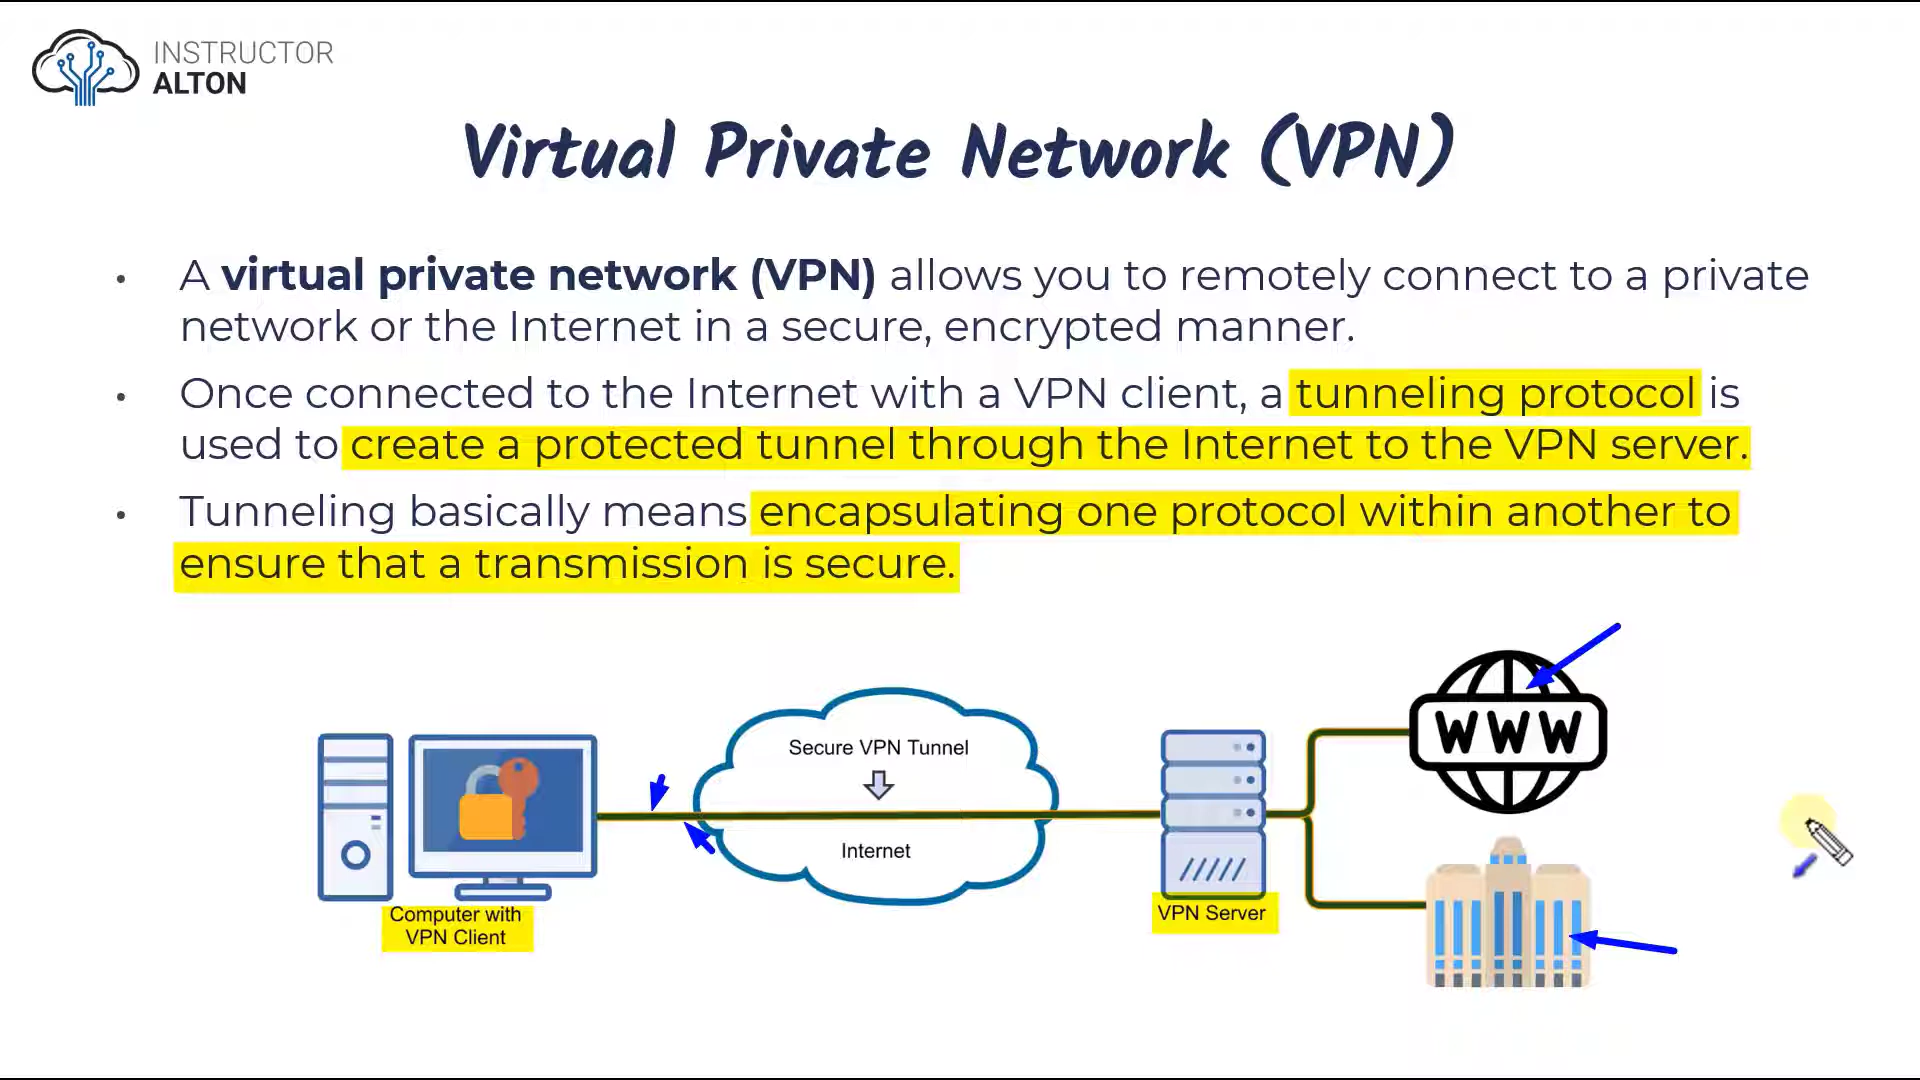 INSTRUCTOR
ALTON
Virtual Private Network (VPN)
• A virtual private network (VPN) allows you to remotely connect to a private
network or the Internet in a secure, encrypted manner.
• Once connected to the Internet with a VPN client, a tunneling protocol is
used to create a protected tunnel through the Internet to the VPN server.
• Tunneling basically means encapsulating one protocol within another to
ensure that a transmission is secure.
Secure VPN Tunnel
Internet
WWW
Computer with
VPN Client
VPN Server